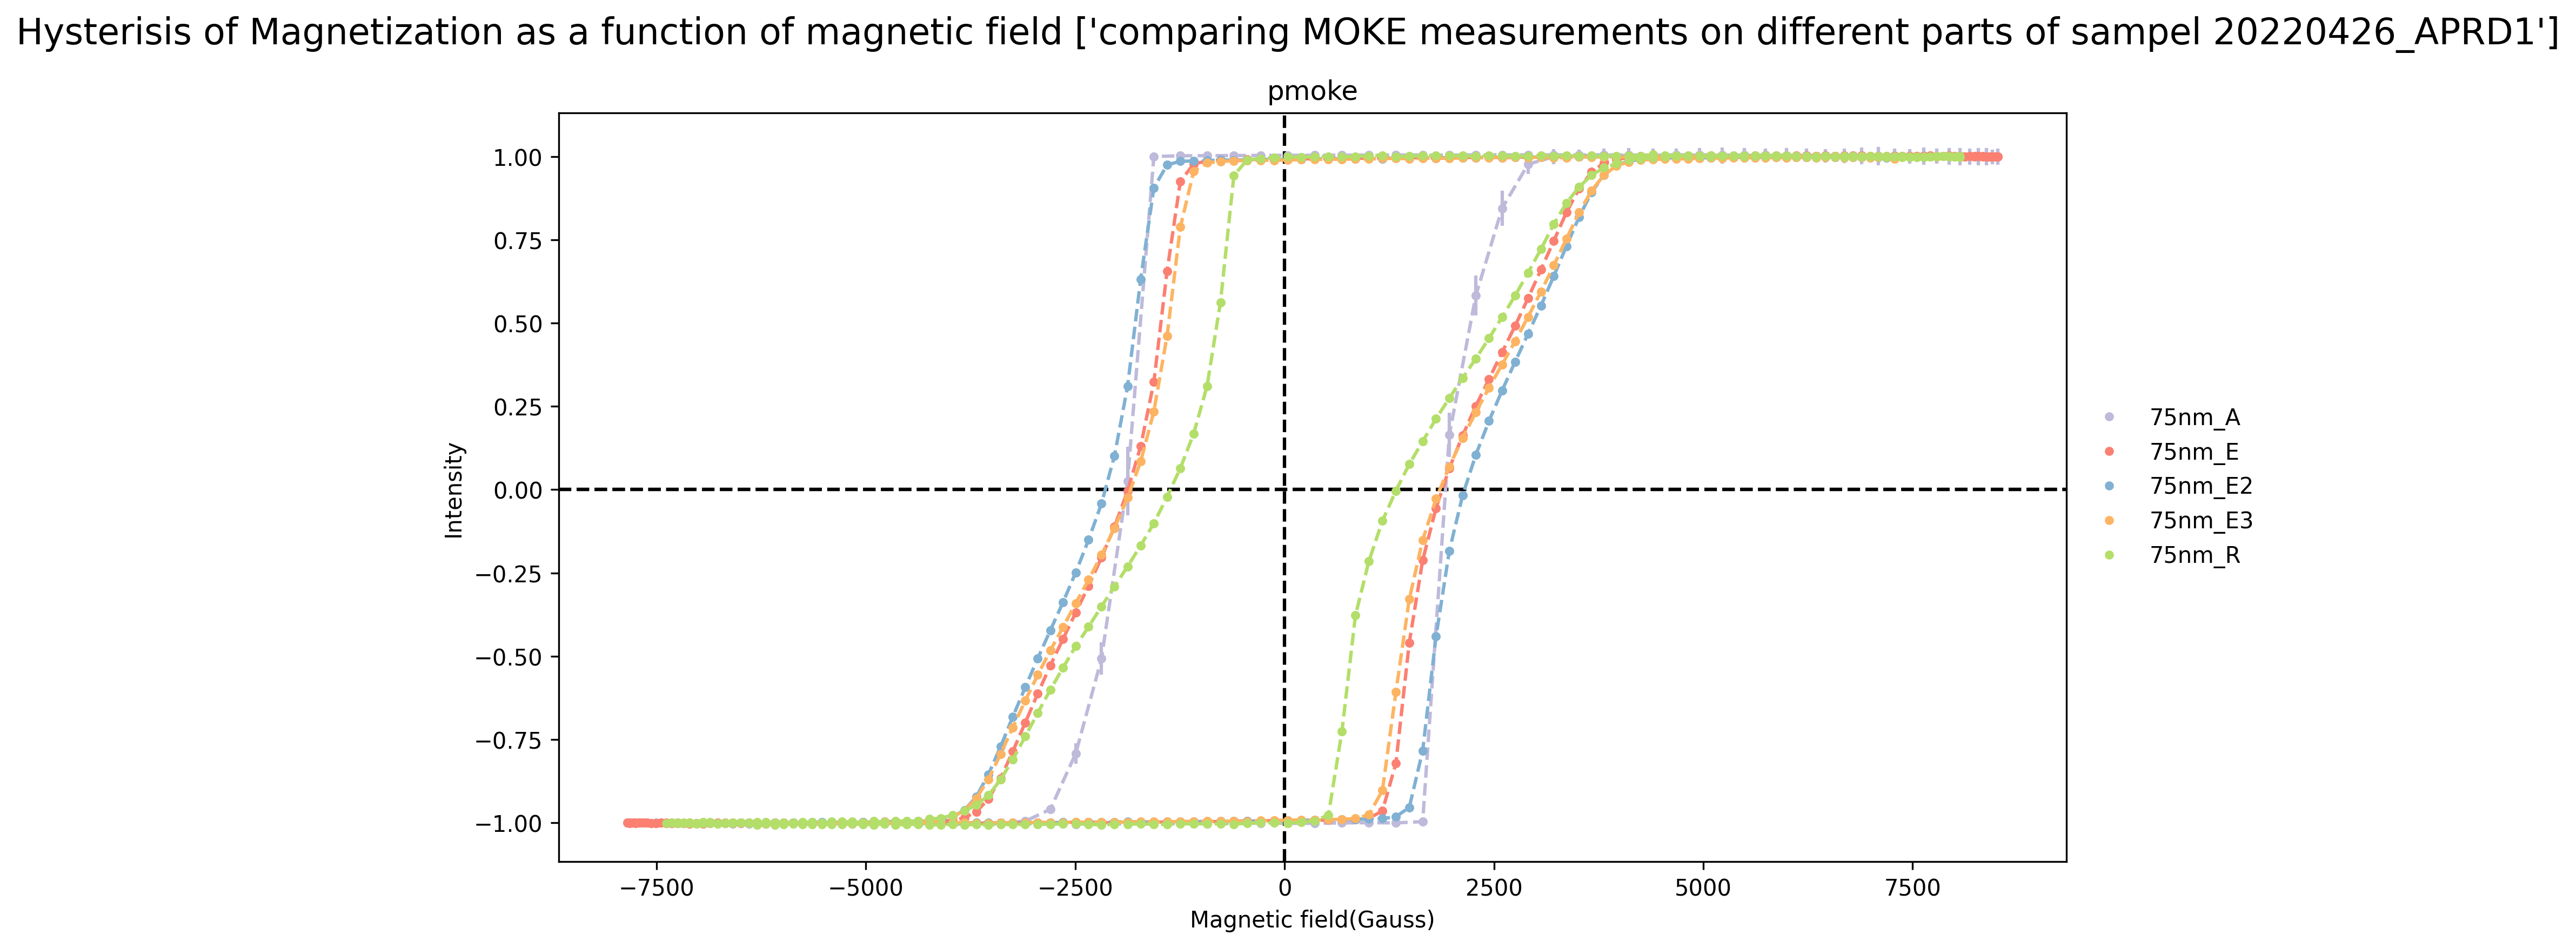 Hysterisis of Magnetization as a function of magnetic field ['comparing MOKE measurements on different parts of sampel 20220426_APRD1']
pmoke
1.00
0.75
0.50
0.25
0.00
−0.25
−0.50
−0.75
−1.00
Intensity
−7500 −5000 −2500 0 2500 5000 7500
Magnetic field(Gauss)
75nm_A
75nm_E
75nm_E2
75nm_E3
75nm_R